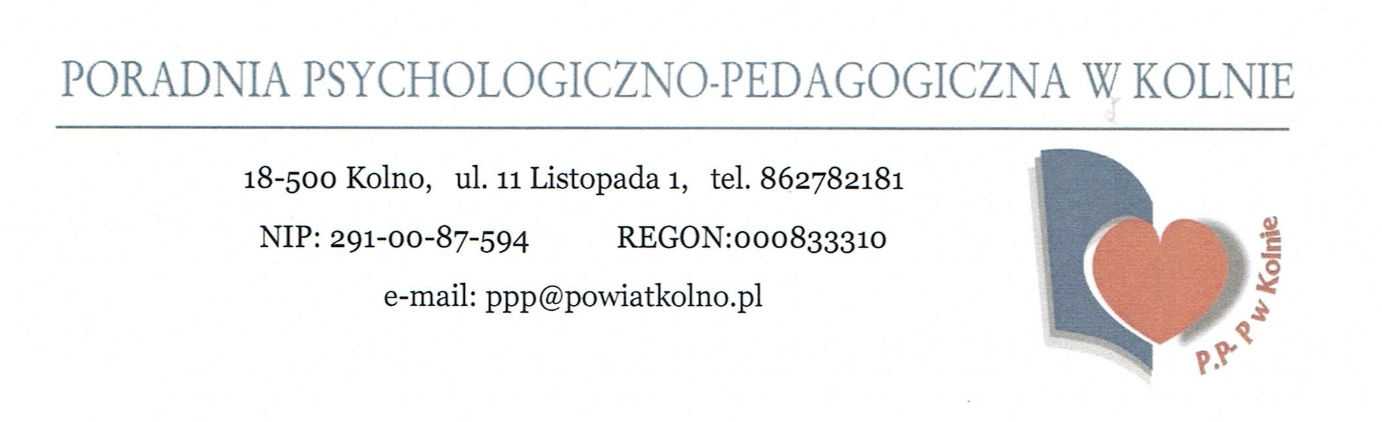 PORADNIA PSYCHOLOGICZNO-PEDAGOGICZNA W KOLNIE
18-500 Kolno, ul. 11 Listopada 1, tel. 862782181
NIP: 291-00-87-594 REGON:000833310
e-mail: ppp@powiatkolno.pl
P.P- P w Kolnie